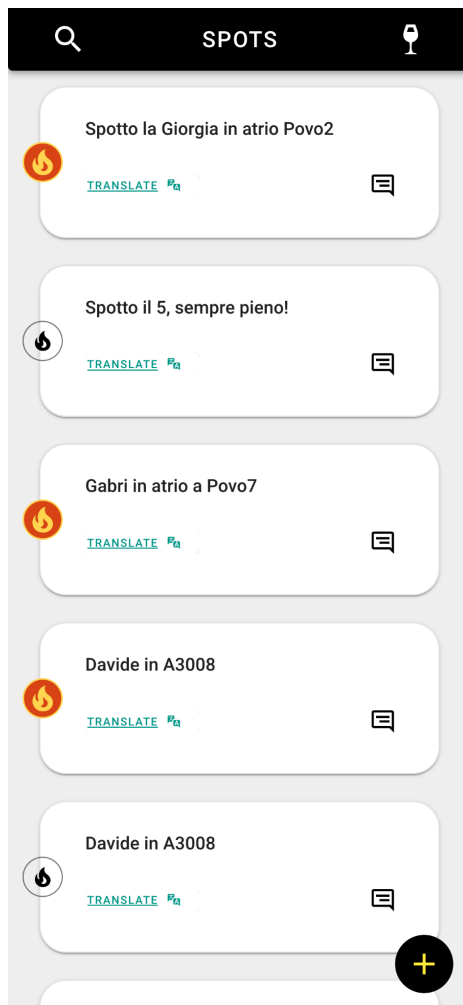 SPOTS
Spotto la Giorgia in atrio Povo2
TRANSLATE
Spotto il 5, sempre pieno!
TRANSLATE
Gabri in atrio a Povo7
TRANSLATE
Davide in A3008
TRANSLATE
Davide in A3008
TRANSLATE